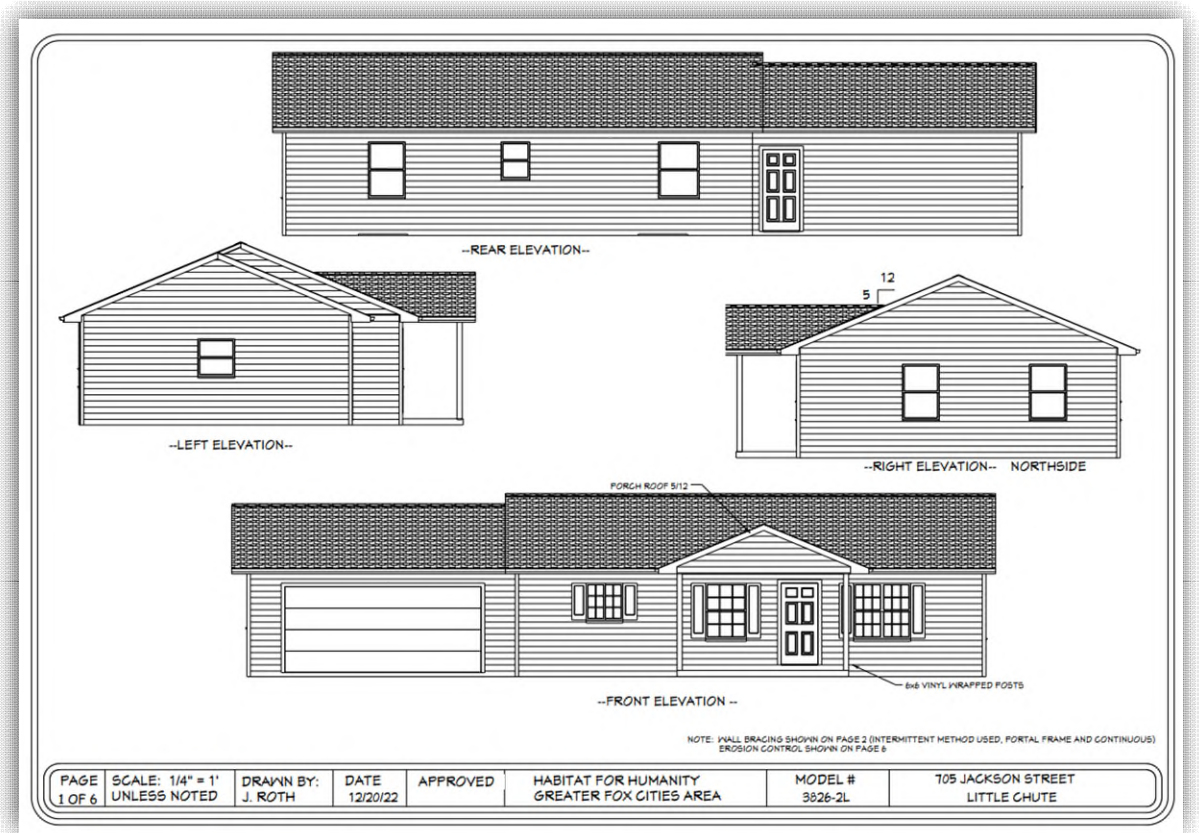 --REAR ELEVATION--
--LEFT ELEVATION--
12
5
--RIGHT ELEVATION-- NORTHSIDE
PORCH ROOF 5/12
6x6 VINYL WRAPPED POSTS
--FRONT ELEVATION --
NOTE: WALL BRACING SHOWN ON PAGE 2 (INTERMITTENT METHOD USED, PORTAL FRAME AND CONTINUOUS)
EROSION CONTROL SHOWN ON PAGE 6
PAGE
1 OF 6
SCALE: 1/4" = 1'
UNLESS NOTED
DRAWN BY:
J. ROTH
DATE
12/20/22
APPROVED
HABITAT FOR HUMANITY
GREATER FOX CITIES AREA
MODEL #
3826-2L
705 JACKSON STREET
LITTLE CHUTE